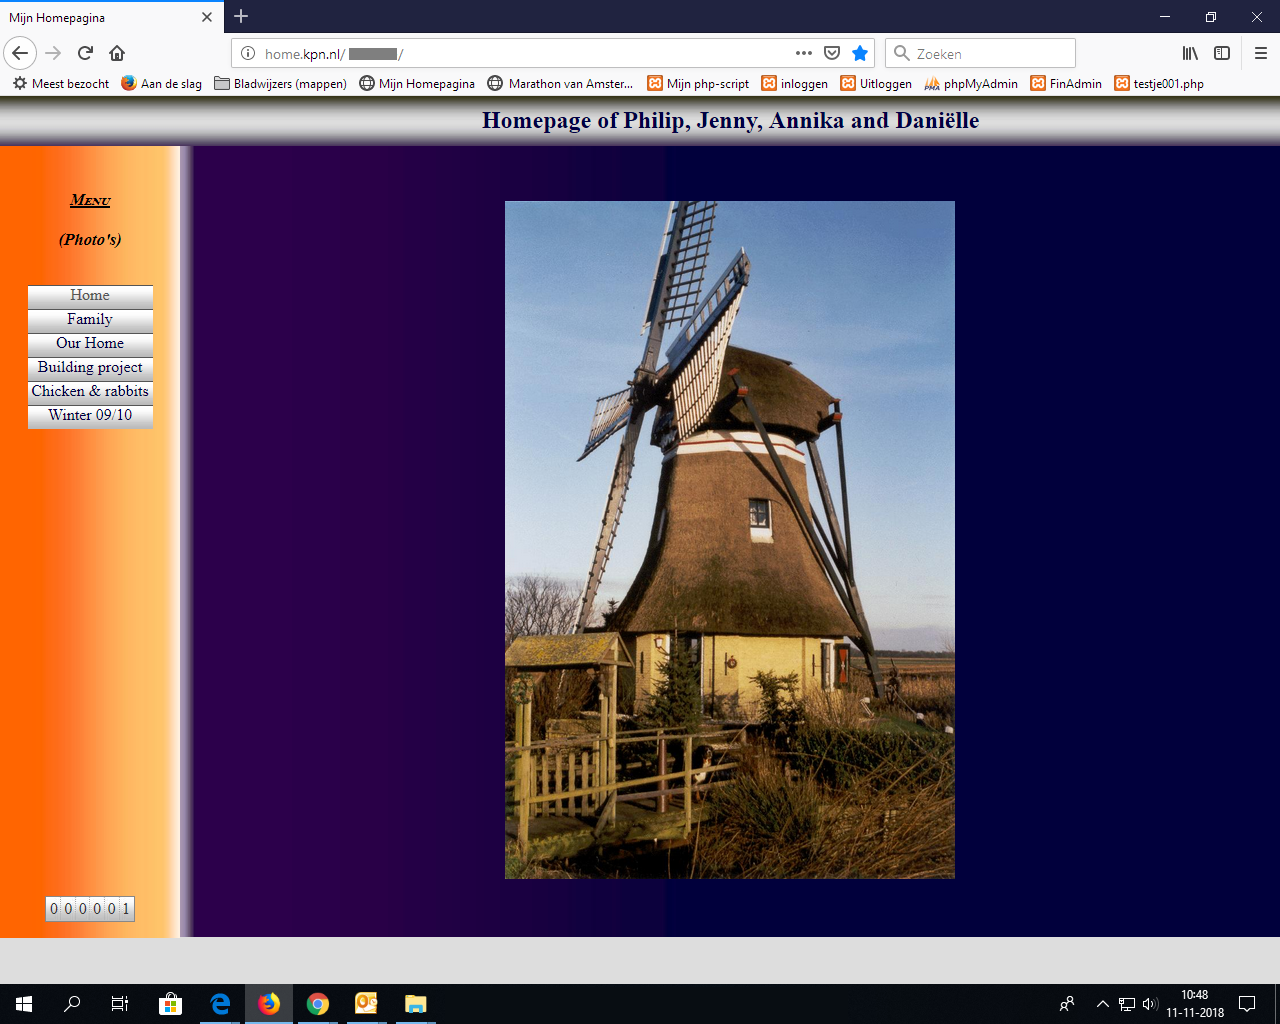 Mijn Homepagina
home.kpn.nl/ /
Zoeken
Meest bezocht Aan de slag Bladwijzers (mappen) Mijn Homepagina Marathon van Amster... Mijn php-script inloggen Uitloggen phpMyAdmin FinAdmin testje001.php
Homepage of Philip, Jenny, Annika and Daniëlle
Menu
(Photo's)
Home
Family
Our Home
Building project
Chicken & rabbits
Winter 09/10
000001
10:48
11-11-2018